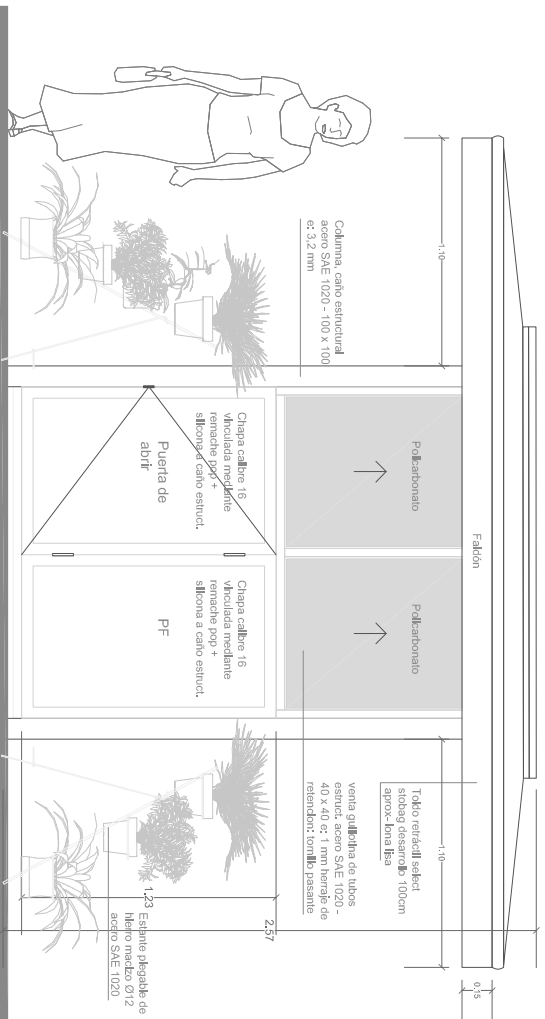 Faldón
0.15
1.10
1.10
Policarbonato
Policarbonato
Toldo retráctil select
stobag desarrollo 100cm
aprox- lona lisa
Columna, caño estructural
acero SAE 1020 - 100 x 100
e: 3,2 mm
venta guillotina de tubos
estruct. acero SAE 1020 -
40 x 40 e: 1 mm herraje de
retencion: tornillo pasante
Chapa calibre 16
vinculada mediante
remache pop +
silicona a caño estruct.
Puerta de
abrir
Chapa calibre 16
vinculada mediante
remache pop +
silicona a caño estruct.
PF
2.57
1.23
Estante plegable de
hierro macizo Ø12
acero SAE 1020